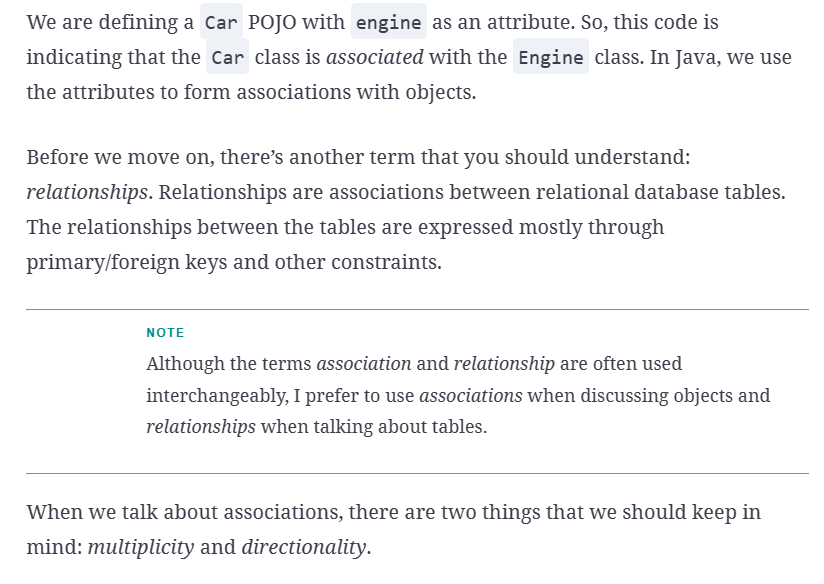 We are defining a Car POJO with engine as an attribute. So, this code is
indicating that the Car class is associated with the Engine class. In Java, we use
the attributes to form associations with objects.
Before we move on, there’s another term that you should understand:
relationships. Relationships are associations between relational database tables.
The relationships between the tables are expressed mostly through
primary/foreign keys and other constraints.
NOTE
Although the terms association and relationship are often used
interchangeably, I prefer to use associations when discussing objects and
relationships when talking about tables.
When we talk about associations, there are two things that we should keep in
mind: multiplicity and directionality.